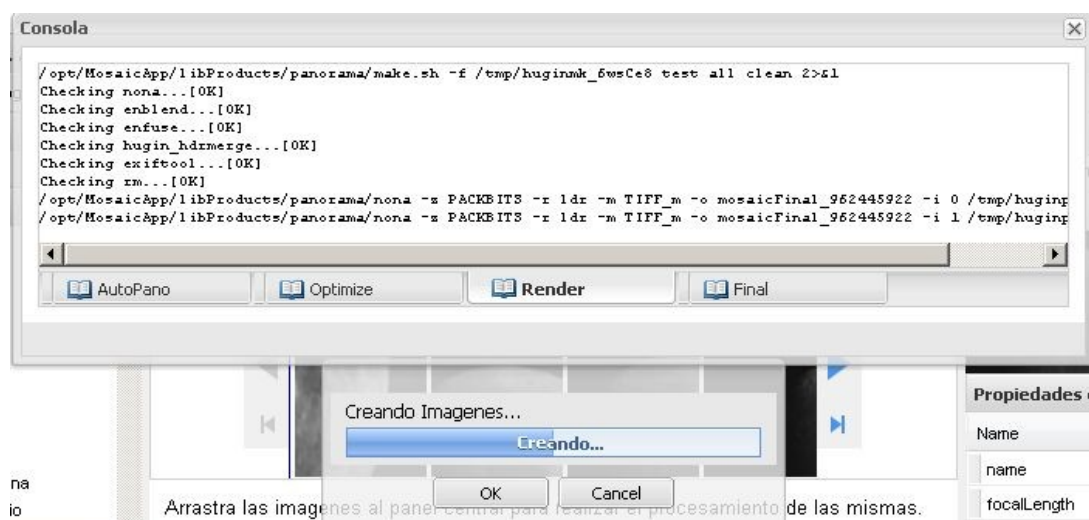 Consola
/opt/MosaicApp/libProducts/panorama/make.sh -f /tmp/huginmk_6wsCe8 test all clean 2>&1
Checking nona...[OK]
Checking enblend...[OK]
Checking enfuse...[OK]
Checking hugin_hdrmerge...[OK]
Checking exiftool...[OK]
Checking rm...[OK]
/opt/MosaicApp/libProducts/panorama/nona -z PACKBITS -r ldr -m TIFF_m -o mosaicFinal_962445922 -i 0 /tmp/huginp
/opt/MosaicApp/libProducts/panorama/nona -z PACKBITS -r ldr -m TIFF_m -o mosaicFinal_962445922 -i 1 /tmp/huginp
AutoPano Optimize Render Final
Creando Imagenes...
Creando...
OK Cancel
Arrastra las imagenes al panel central para realizar el procesamiento de las mismas.
na
io
Propiedades
Name
name
focalLength